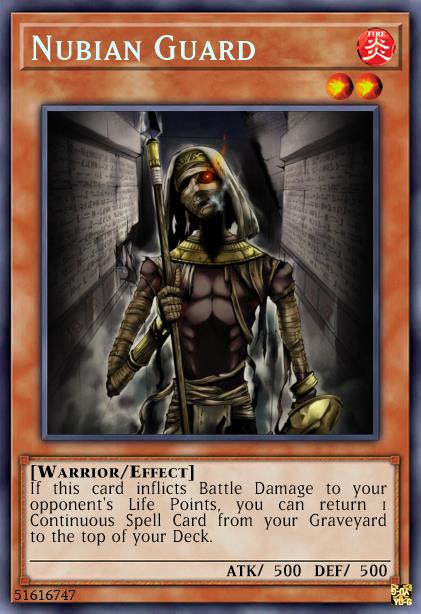 Nubian Guard
FIRE
炎
[Warrior/Effect]
If this card inflicts Battle Damage to your
opponent's Life Points, you can return 1
Continuous Spell Card from your Graveyard
to the top of your Deck.
ATK/ 500 DEF/ 500
51616747